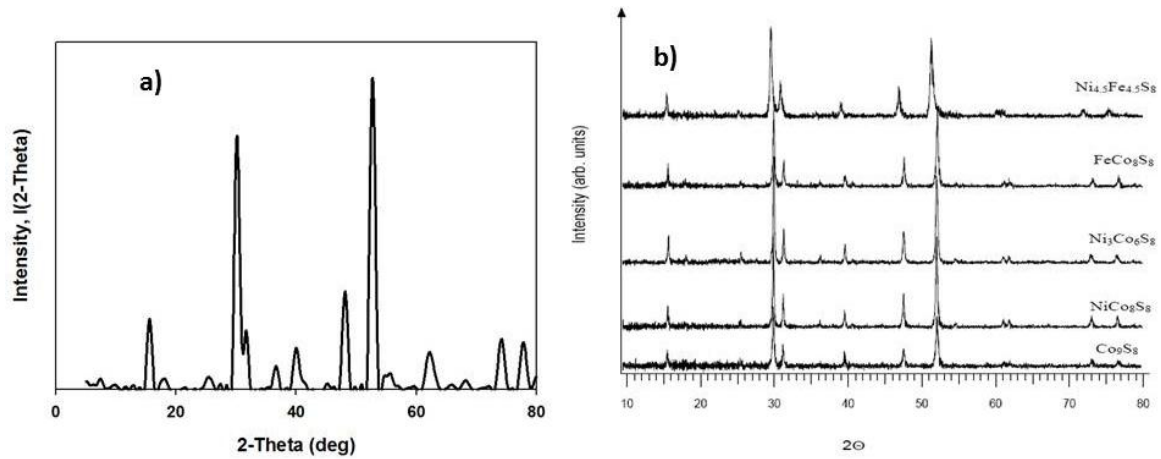 a)
Intensity, I(2-Theta)
0 20 40 60 80
2-Theta (deg)
b)
Intensity (arb. units)
Ni4.5Fe4.5S8
FeCo8S8
Ni3Co6S8
NiCo8S8
Co9S8
10 20 30 40 50 60 70 80
2Θ